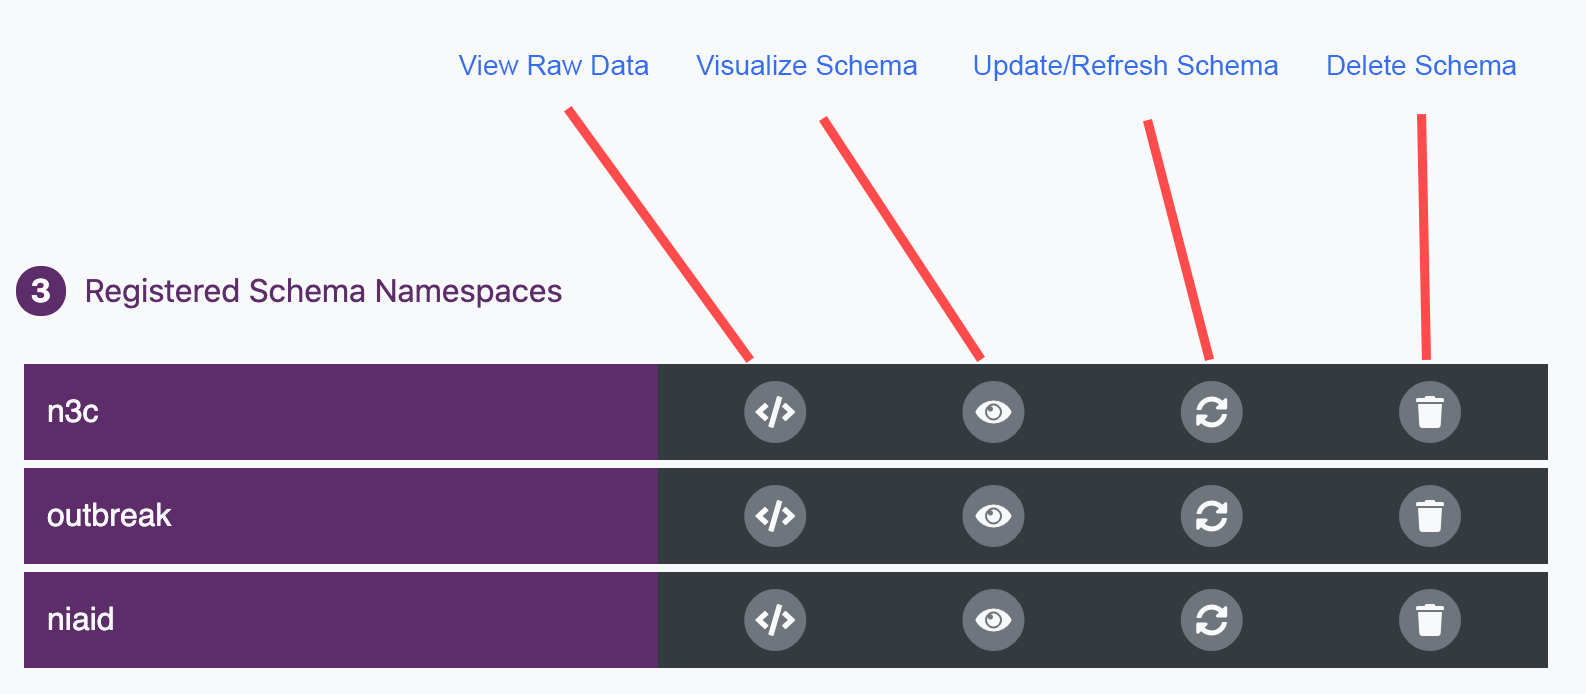 View Raw Data Visualize Schema Update/Refresh Schema Delete Schema
3 Registered Schema Namespaces
n3c
outbreak
niaid